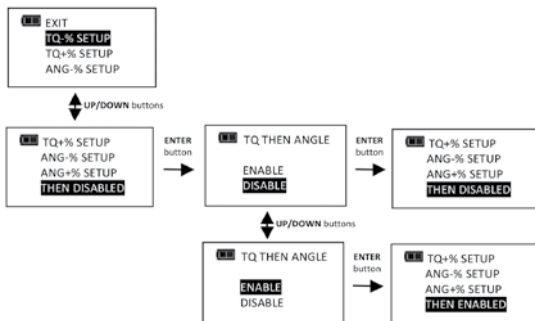 EXIT
TQ-% SETUP
TQ+% SETUP
ANG-% SETUP
UP/DOWN buttons
TQ+% SETUP
ANG-% SETUP
ANG+% SETUP
THEN DISABLED
ENTER
button
TQ THEN ANGLE
ENABLE
DISABLE
ENTER
button
TQ+% SETUP
ANG-% SETUP
ANG+% SETUP
THEN DISABLED
UP/DOWN buttons
TQ THEN ANGLE
ENABLE
DISABLE
ENTER
button
TQ+% SETUP
ANG-% SETUP
ANG+% SETUP
THEN ENABLED